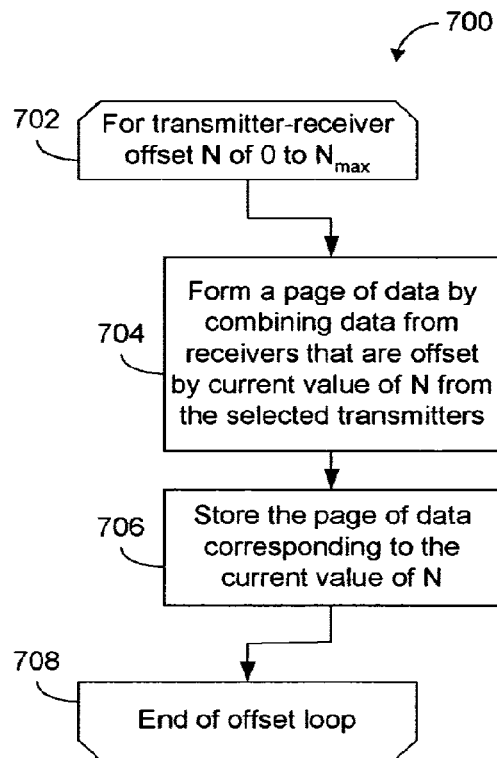 700
702
For transmitter-receiver
offset N of 0 to Nmax
704
Form a page of data by
combining data from
receivers that are offset
by current value of N from
the selected transmitters
706
Store the page of data
corresponding to the
current value of N
708
End of offset loop